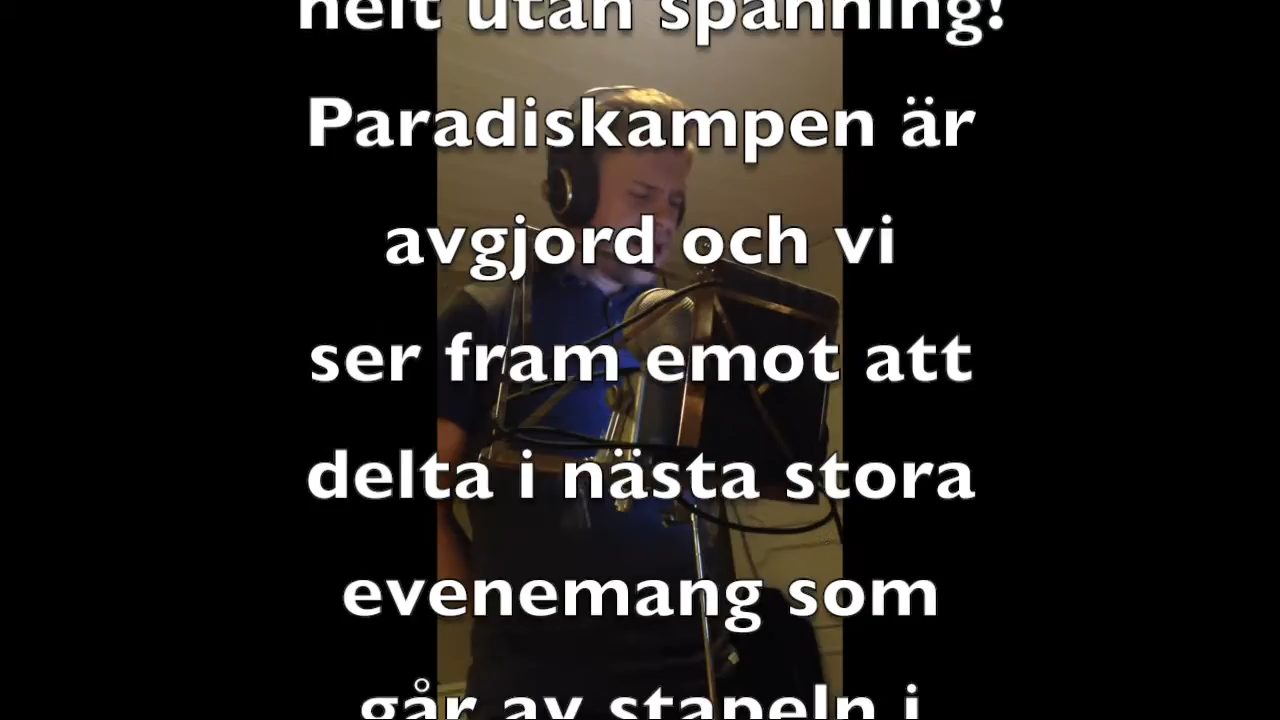 helt utan spänning!
Paradiskampen är
avgjord och vi
ser fram emot att
delta i nästa stora
evenemang som
går av stapeln i